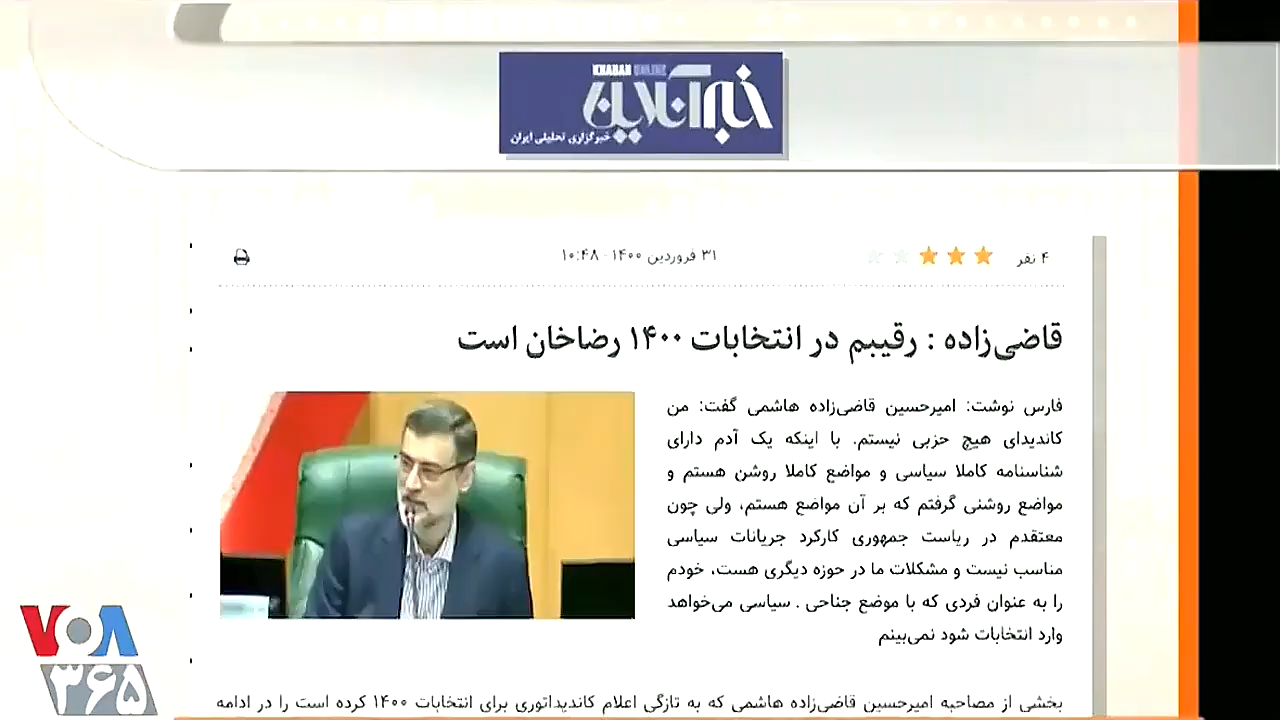 KHABAR ONLINE
خبرآنلاین
خبرگزاری تحلیلی ایران
۴ نفر
۳۱ فروردین ۱۴۰۰ - ۱۰:۴۸
قاضی‌زاده : رقیبم در انتخابات ۱۴۰۰ رضاخان است
فارس نوشت: امیرحسین قاضی‌زاده هاشمی گفت: من
کاندیدای هیچ حزبی نیستم. با اینکه یک آدم دارای
شناسنامه کاملا سیاسی و مواضع کاملا روشن هستم و
مواضع روشنی گرفتم که بر آن مواضع هستم، ولی چون
معتقدم در ریاست جمهوری کارکرد جریانات سیاسی
مناسب نیست و مشکلات ما در حوزه دیگری هست، خودم
را به عنوان فردی که با موضع جناحی . سیاسی می‌خواهد
وارد انتخابات شود نمی‌بینم
بخشی از مصاحبه امیرحسین قاضی‌زاده هاشمی که به تازگی اعلام کاندیداتوری برای انتخابات ۱۴۰۰ کرده است را در ادامه
VOA
۳۶۵